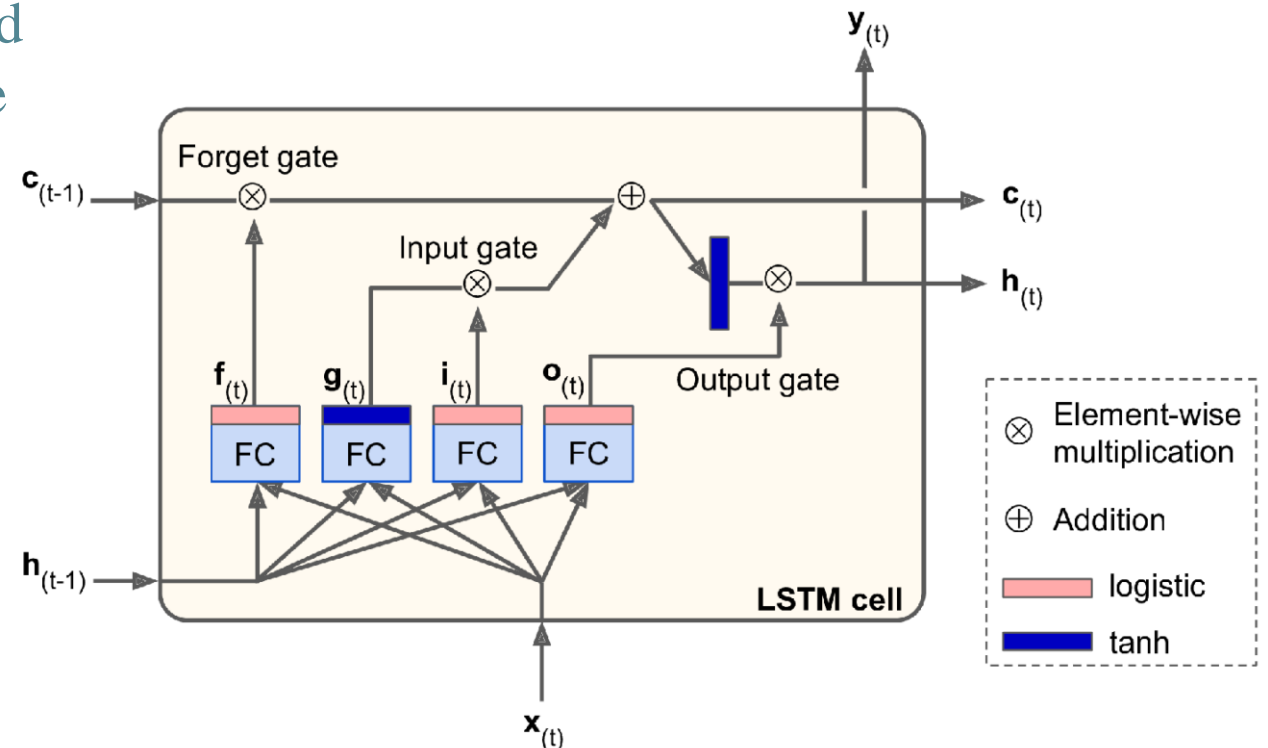 d
e
y(t)
Forget gate
c(t-1)
c(t)
Input gate
h(t)
f(t) g(t) i(t) o(t)
Output gate
FC FC FC FC
Element-wise
multiplication
Addition
h(t-1)
logistic
LSTM cell
tanh
x(t)